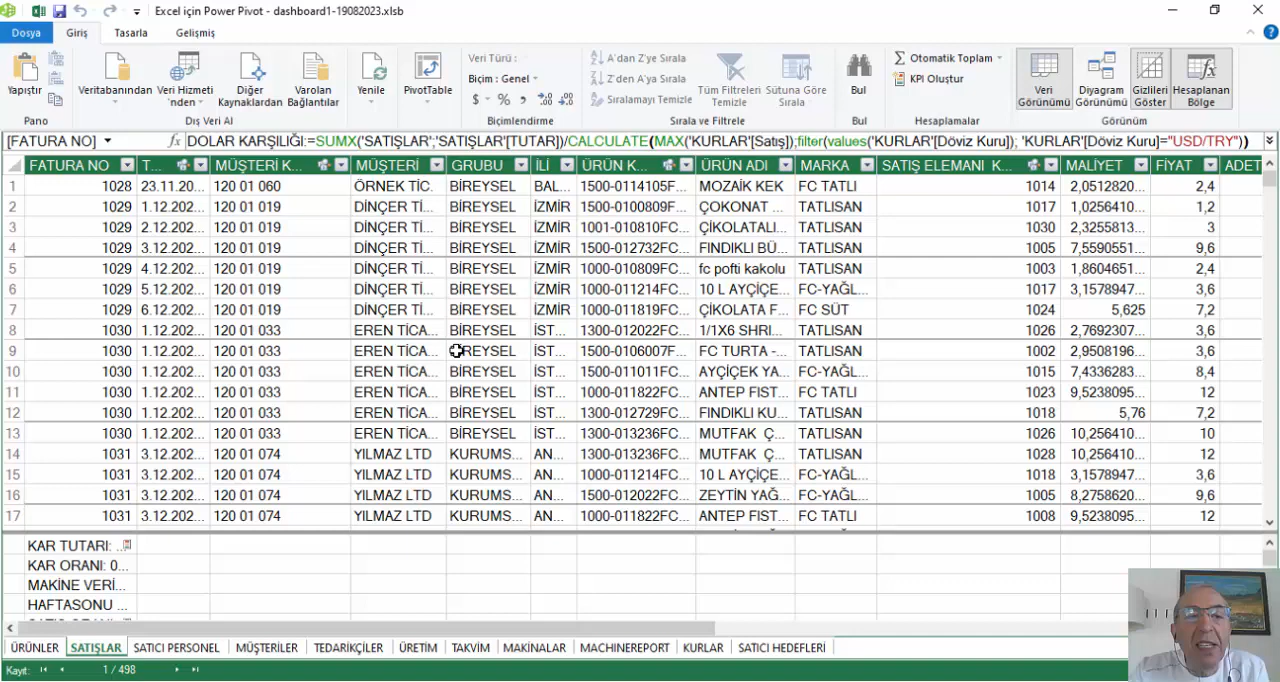 Excel için Power Pivot - dashboard1-19082023.xlsb
Dosya Giriş Tasarla Gelişmiş
Yapıştır
Pano
Veritabanından
Veri Hizmeti 'nden
Diğer Kaynaklardan
Varolan Bağlantılar
Dış Veri Al
Yenile
PivotTable
Veri Türü :
Biçim : Genel
$ % ,
Biçimlendirme
A'dan Z'ye Sırala
Z'den A'ya Sırala
Sıralamayı Temizle
Tüm Filtreleri Temizle
Sütuna Göre Sırala
Sırala ve Filtrele
Bul
Bul
Otomatik Toplam
KPI Oluştur
Hesaplamalar
Veri Görünümü
Diyagram Görünümü
Gizlileri Göster
Hesaplanan Bölge
Görünüm
[FATURA NO] fx DOLAR KARŞILIĞI:=SUMX('SATIŞLAR';'SATIŞLAR'[TUTAR])/CALCULATE(MAX('KURLAR'[Satış]);filter(values('KURLAR'[Döviz Kuru]); 'KURLAR'[Döviz Kuru]="USD/TRY"))
FATURA NO T... MÜŞTERİ K... MÜŞTERİ GRUBU İLİ ÜRÜN K... ÜRÜN ADI MARKA SATIŞ ELEMANI K... MALİYET FİYAT ADET
1 1028 23.11.20... 120 01 060 ÖRNEK TİC. BİREYSEL BAL... 1500-0114105F... MOZAİK KEK FC TATLI 1014 2,0512820... 2,4
2 1029 1.12.202... 120 01 019 DİNÇER Tİ... BİREYSEL İZMİR 1500-0100809F... ÇOKONAT ... TATLISAN 1017 1,0256410... 1,2
3 1029 2.12.202... 120 01 019 DİNÇER Tİ... BİREYSEL İZMİR 1001-010810FC... ÇİKOLATALI... TATLISAN 1030 2,3255813... 3
4 1029 3.12.202... 120 01 019 DİNÇER Tİ... BİREYSEL İZMİR 1500-012732FC... FINDIKLI BÜ... TATLISAN 1005 7,5590551... 9,6
5 1029 4.12.202... 120 01 019 DİNÇER Tİ... BİREYSEL İZMİR 1000-010809FC... fc pofti kakolu TATLISAN 1003 1,8604651... 2,4
6 1029 5.12.202... 120 01 019 DİNÇER Tİ... BİREYSEL İZMİR 1000-011214FC... 10 L AYÇİÇE... FC-YAĞL... 1017 3,1578947... 3,6
7 1029 6.12.202... 120 01 019 DİNÇER Tİ... BİREYSEL İZMİR 1000-011819FC... ÇİKOLATA F... FC SÜT 1024 5,625 7,2
8 1030 1.12.202... 120 01 033 EREN TİCA... BİREYSEL İST... 1300-012022FC... 1/1X6 SHRI... TATLISAN 1026 2,7692307... 3,6
9 1030 1.12.202... 120 01 033 EREN TİCA... BİREYSEL İST... 1500-0106007F... FC TURTA -... TATLISAN 1002 2,9508196... 3,6
10 1030 1.12.202... 120 01 033 EREN TİCA... BİREYSEL İST... 1500-011011FC... AYÇİÇEK YA... FC-YAĞL... 1015 7,4336283... 8,4
11 1030 1.12.202... 120 01 033 EREN TİCA... BİREYSEL İST... 1000-011822FC... ANTEP FIST... FC TATLI 1023 9,5238095... 12
12 1030 1.12.202... 120 01 033 EREN TİCA... BİREYSEL İST... 1300-012729FC... FINDIKLI KU... TATLISAN 1018 5,76 7,2
13 1030 1.12.202... 120 01 033 EREN TİCA... BİREYSEL İST... 1300-013236FC... MUTFAK Ç... TATLISAN 1026 10,256410... 10
14 1031 3.12.202... 120 01 074 YILMAZ LTD KURUMS... AN... 1300-013236FC... MUTFAK Ç... TATLISAN 1028 10,256410... 12
15 1031 3.12.202... 120 01 074 YILMAZ LTD KURUMS... AN... 1000-011214FC... 10 L AYÇİÇE... FC-YAĞL... 1018 3,1578947... 3,6
16 1031 3.12.202... 120 01 074 YILMAZ LTD KURUMS... AN... 1500-012022FC... ZEYTİN YAĞ... FC-YAĞL... 1005 8,2758620... 9,6
17 1031 3.12.202... 120 01 074 YILMAZ LTD KURUMS... AN... 1000-011822FC... ANTEP FIST... FC TATLI 1008 9,5238095... 12
KAR TUTARI: ...
KAR ORANI: 0...
MAKİNE VERİ...
HAFTASONU ...
ÜRÜNLER SATIŞLAR SATICI PERSONEL MÜŞTERİLER TEDARİKÇİLER ÜRETİM TAKVİM MAKİNALAR MACHINEREPORT KURLAR SATICI HEDEFLERİ
Kayıt: 1 / 498